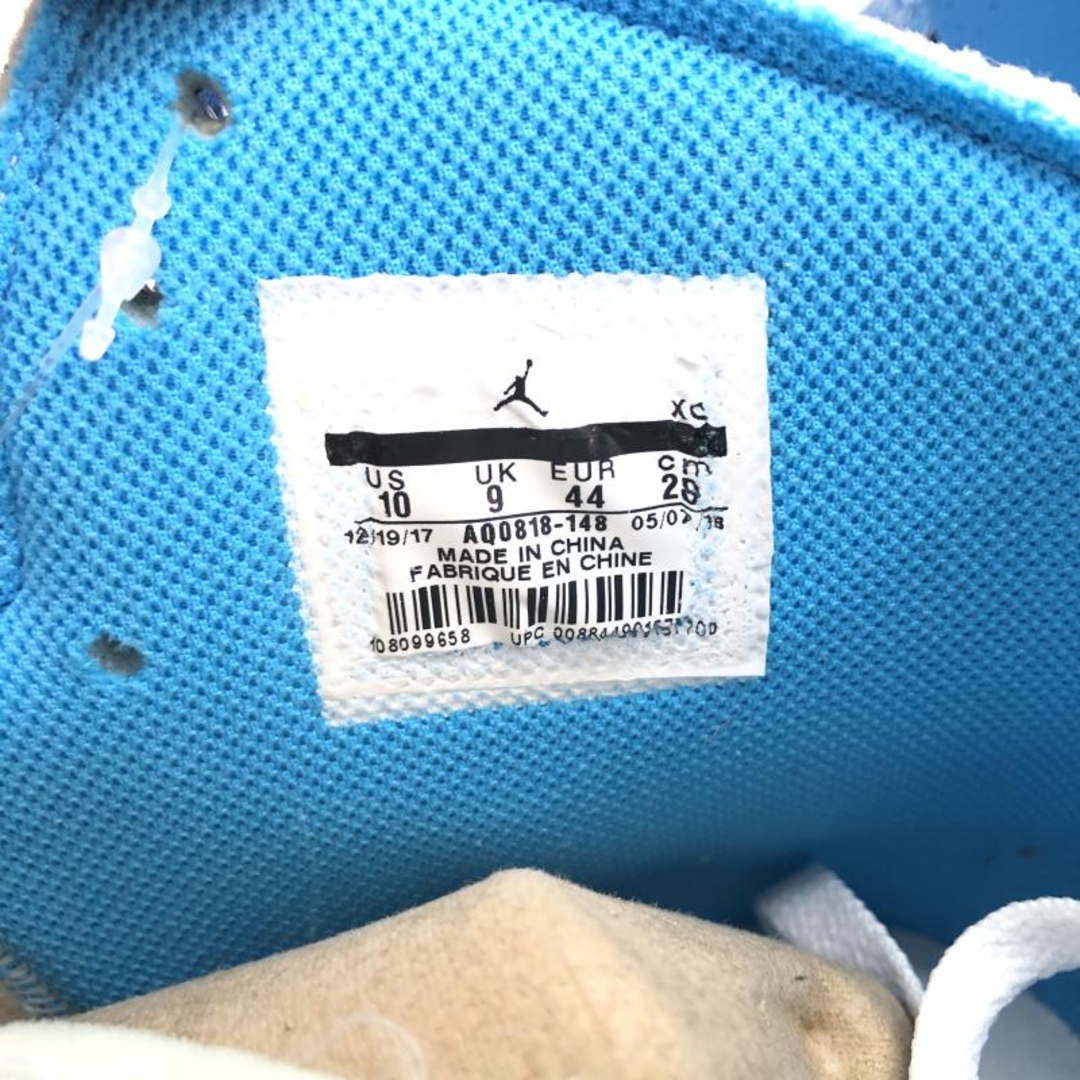 XC
US UK EUR cm
10 9 44 28
12/19/17 AQ0818-148 05/02/18
MADE IN CHINA
FABRIQUE EN CHINE
108099658 UPC